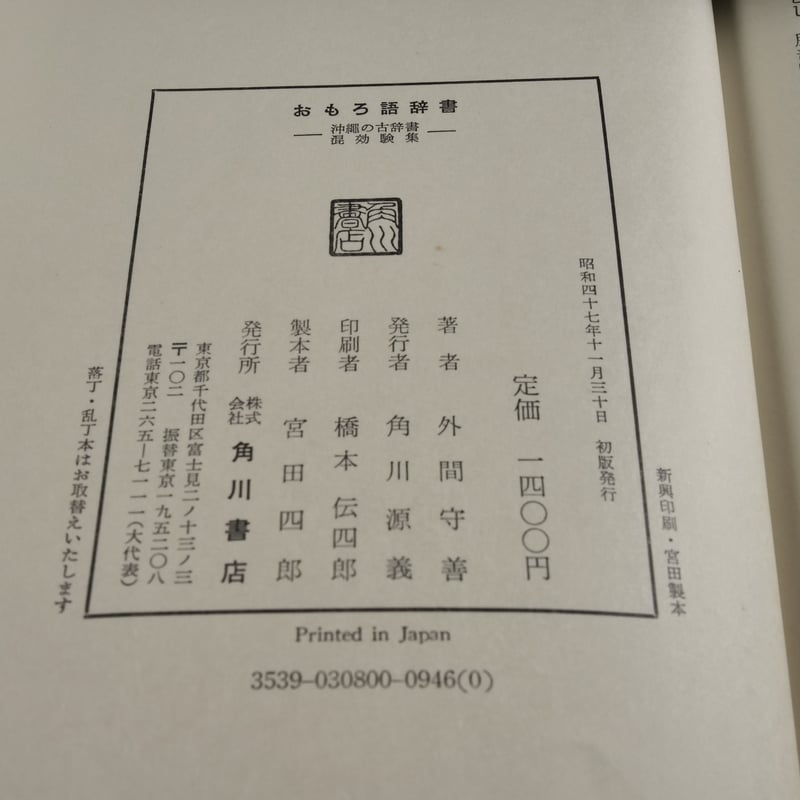 おもろ語辞書
―沖繩の古辞書 混効験集―
角川書店
昭和四十七年十一月三十日 初版発行
定価 一四〇〇円
著者 外間守善
発行者 角川源義
印刷者 橋本伝四郎
製本者 宮田四郎
発行所 株式会社 角川書店
東京都千代田区富士見二ノ十三ノ三
〒一〇二 振替東京一九五二〇八
電話東京二六五―七一一一(大代表)
新興印刷・宮田製本
落丁・乱丁本はお取替えいたします
Printed in Japan
3539-030800-0946(0)